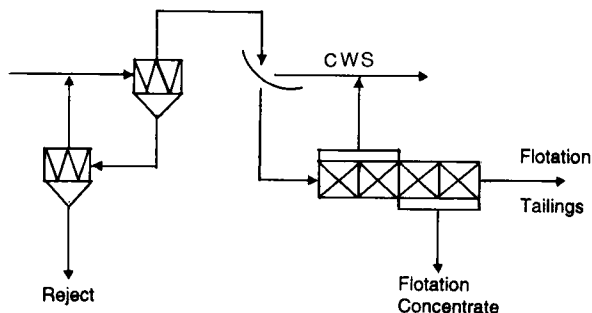 CWS
Flotation
Tailings
Reject
Flotation
Concentrate